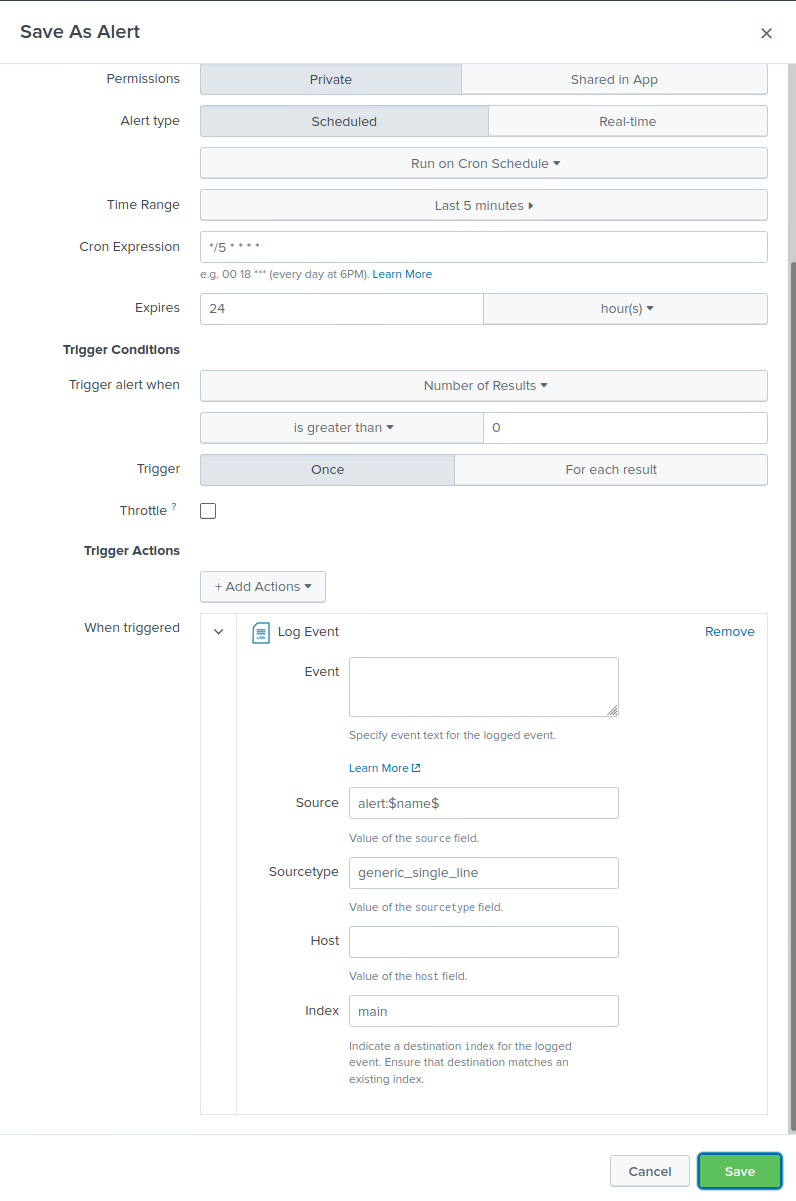 Save As Alert
×
Permissions Private Shared in App
Alert type Scheduled Real-time
Run on Cron Schedule
Time Range Last 5 minutes
Cron Expression */5 * * * *
e.g. 00 18 *** (every day at 6PM). Learn More
Expires 24 hour(s)
Trigger Conditions
Trigger alert when Number of Results
is greater than 0
Trigger Once For each result
Throttle ?
Trigger Actions
+ Add Actions
When triggered LOG Log Event Remove
Event
Specify event text for the logged event.
Learn More
Source alert:$name$
Value of the source field.
Sourcetype generic_single_line
Value of the sourcetype field.
Host
Value of the host field.
Index main
Indicate a destination index for the logged
event. Ensure that destination matches an
existing index.
Cancel Save